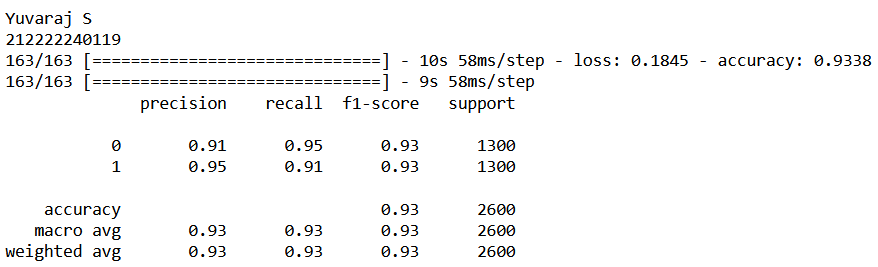 Yuvaraj S
212222240119
163/163 [==============================] - 10s 58ms/step - loss: 0.1845 - accuracy: 0.9338
163/163 [==============================] - 9s 58ms/step
              precision    recall  f1-score   support

           0       0.91      0.95      0.93      1300
           1       0.95      0.91      0.93      1300

    accuracy                           0.93      2600
   macro avg       0.93      0.93      0.93      2600
weighted avg       0.93      0.93      0.93      2600